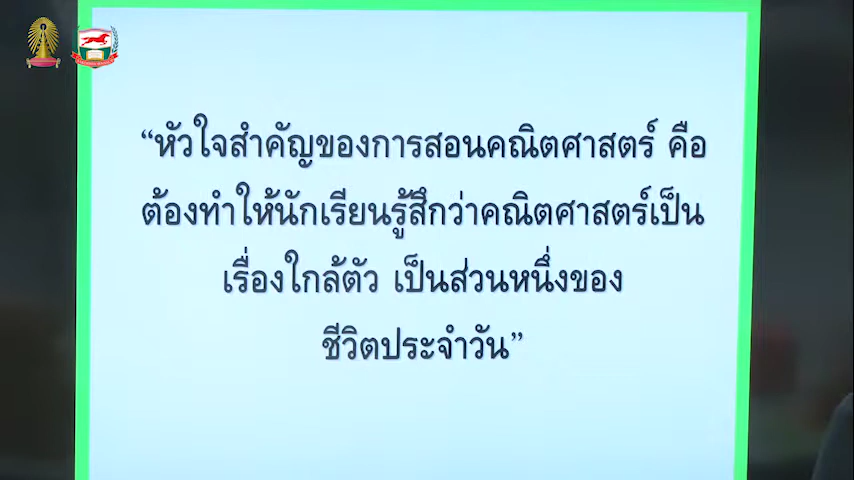 “หัวใจสำคัญของการสอนคณิตศาสตร์ คือ
ต้องทำให้นักเรียนรู้สึกว่าคณิตศาสตร์เป็น
เรื่องใกล้ตัว เป็นส่วนหนึ่งของ
ชีวิตประจำวัน”